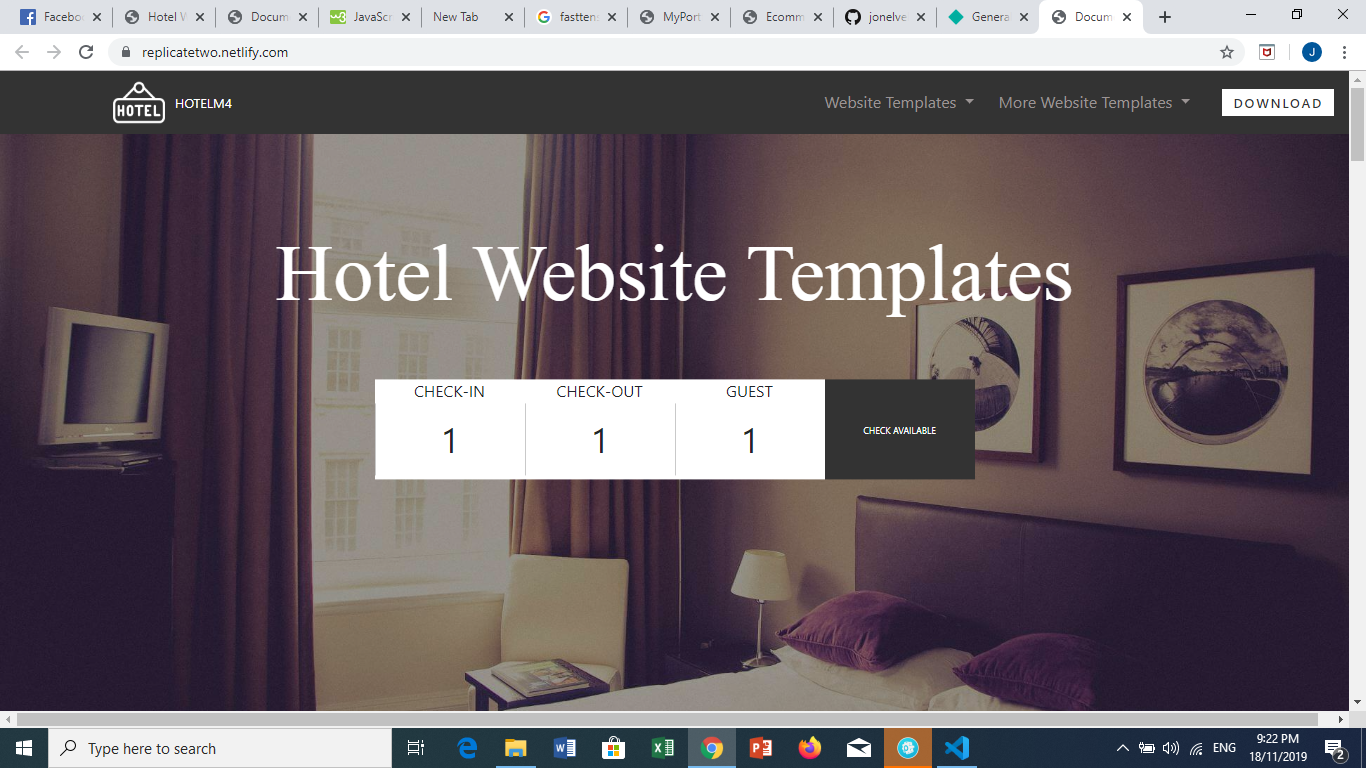 Facebo
Hotel W
Docum
JavaScr
New Tab
fasttens
MyPort
Ecomm
jonelve
Genera
Docum
replicatetwo.netlify.com
J
HOTEL
HOTELM4
Website Templates
More Website Templates
DOWNLOAD
Hotel Website Templates
CHECK-IN
CHECK-OUT
GUEST
1
1
1
CHECK AVAILABLE
Type here to search
ENG
9:22 PM
18/11/2019
2